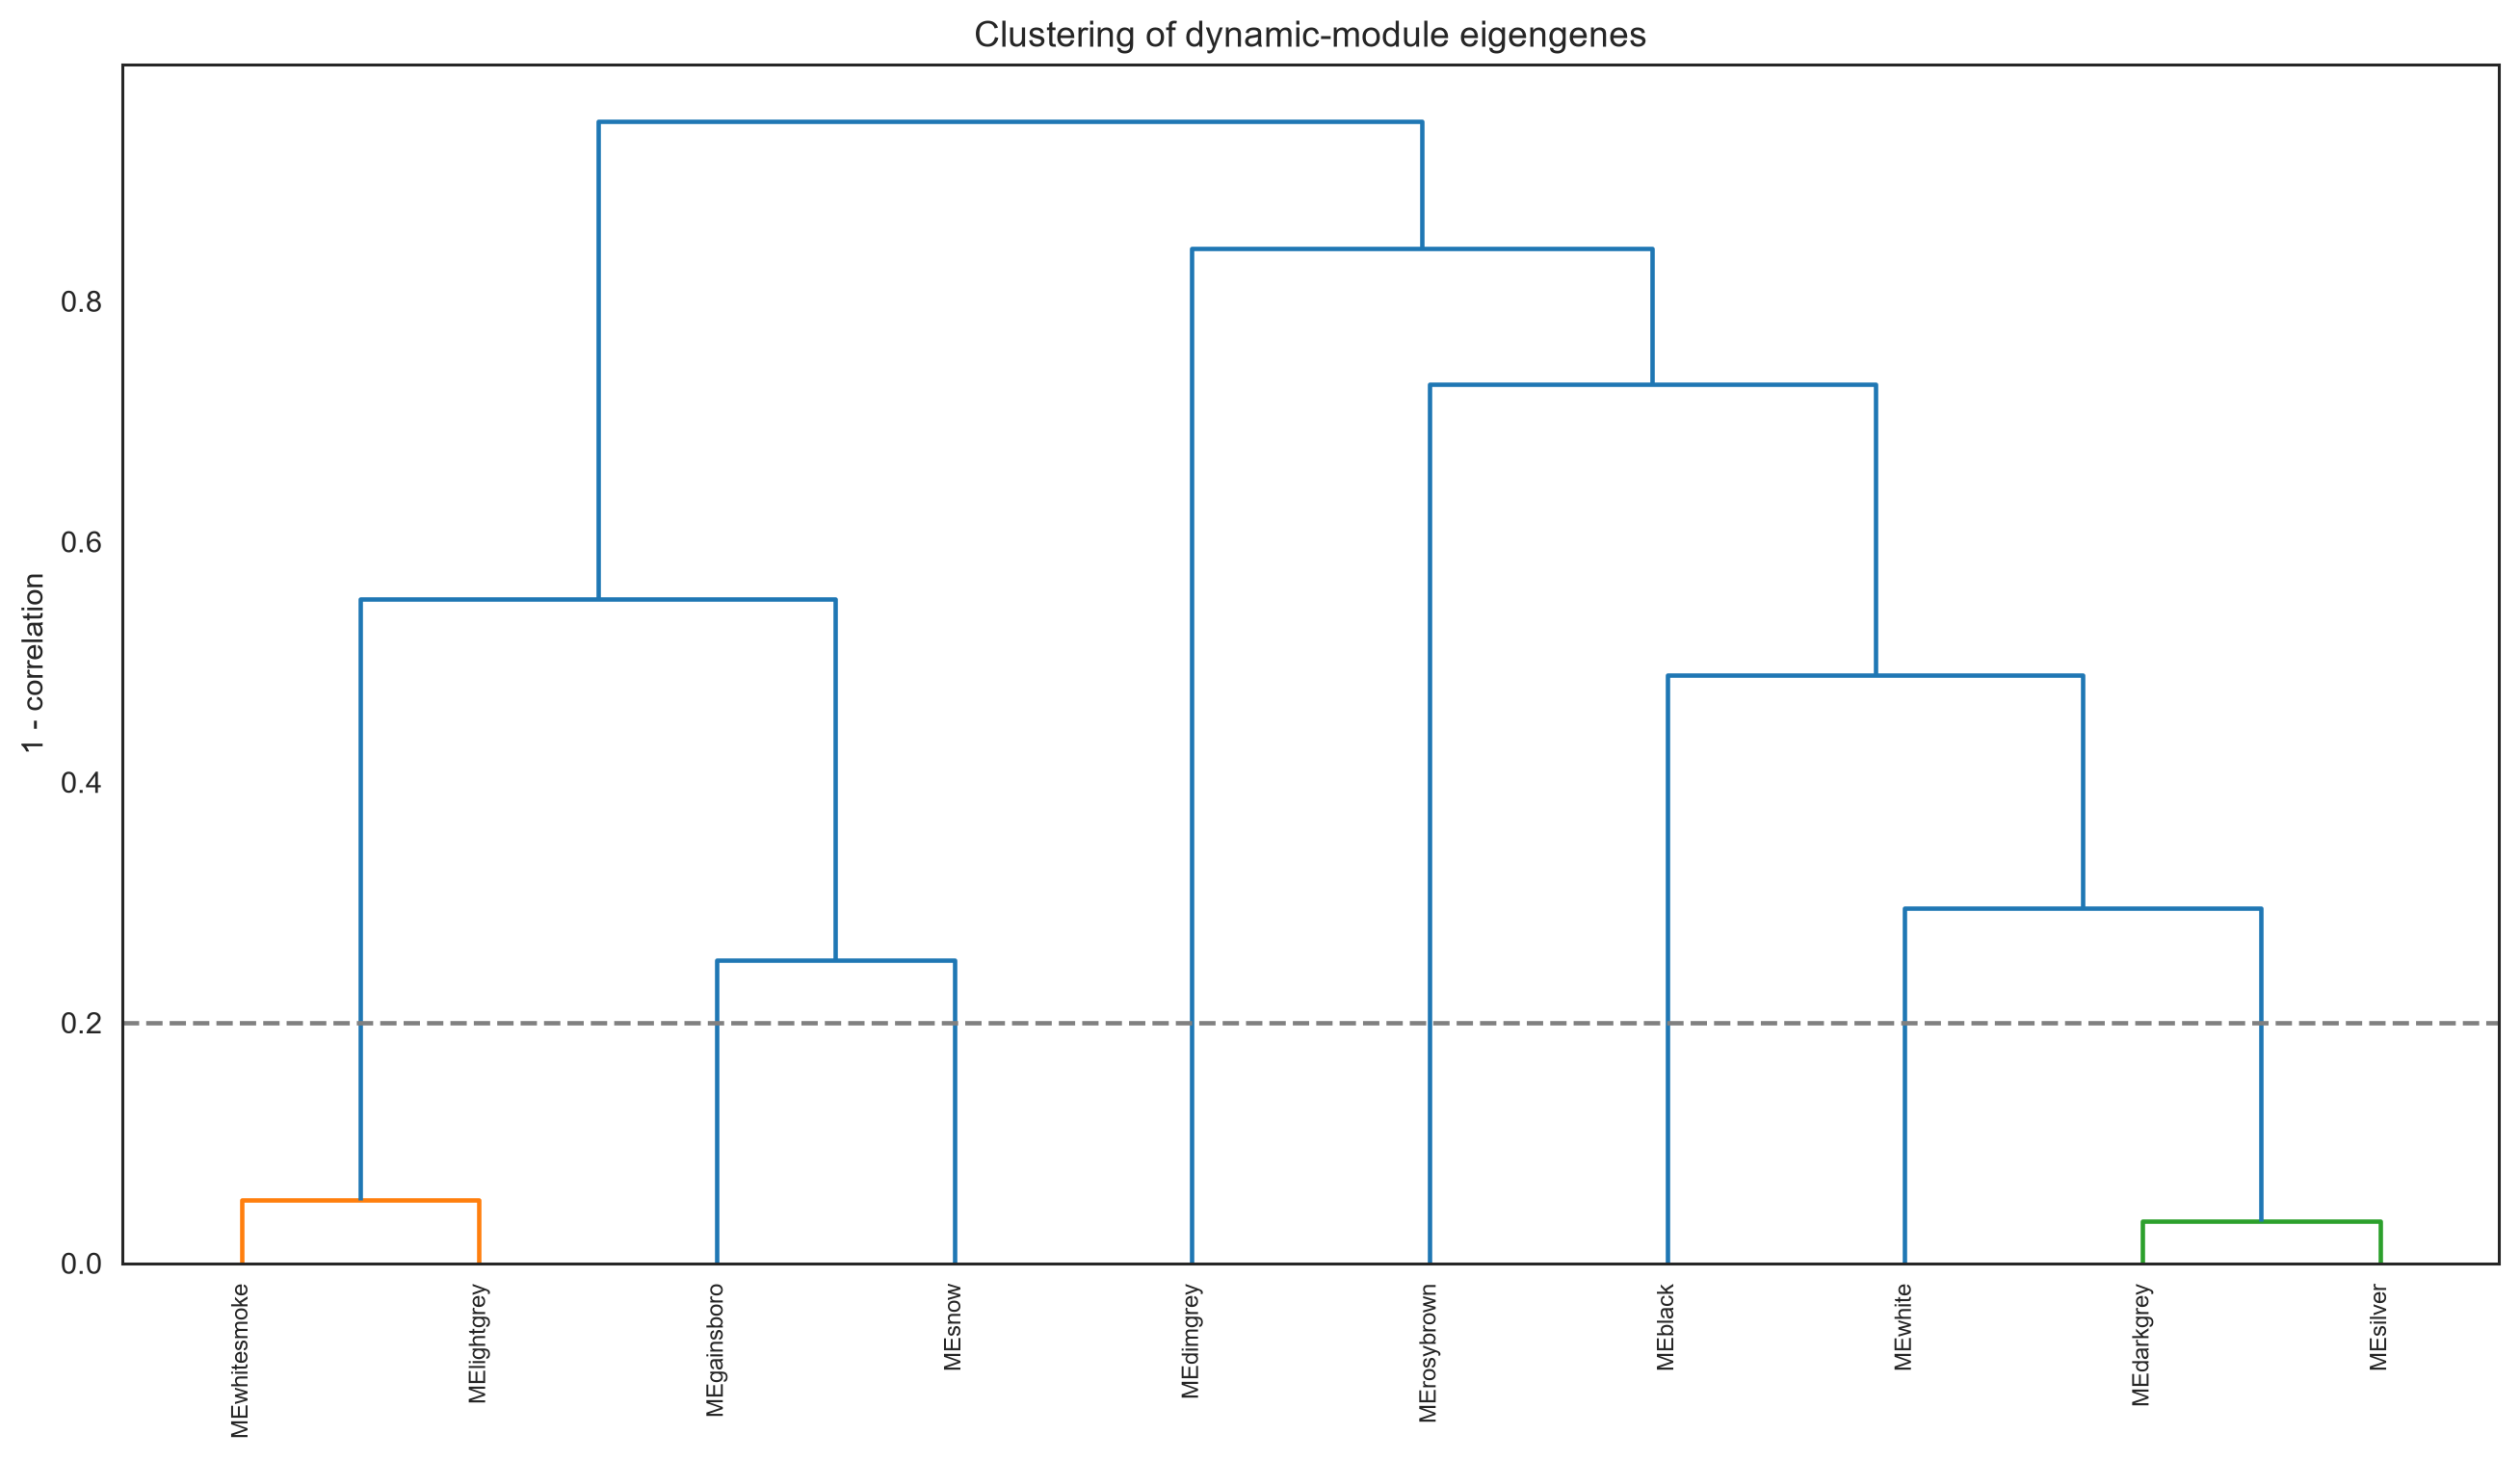 Clustering of dynamic-module eigengenes
1 - correlation
0.8
0.6
0.4
0.2
0.0
MEwhitesmoke
MElightgrey
MEgainsboro
MEsnow
MEdimgrey
MErosybrown
MEblack
MEwhite
MEdarkgrey
MEsilver